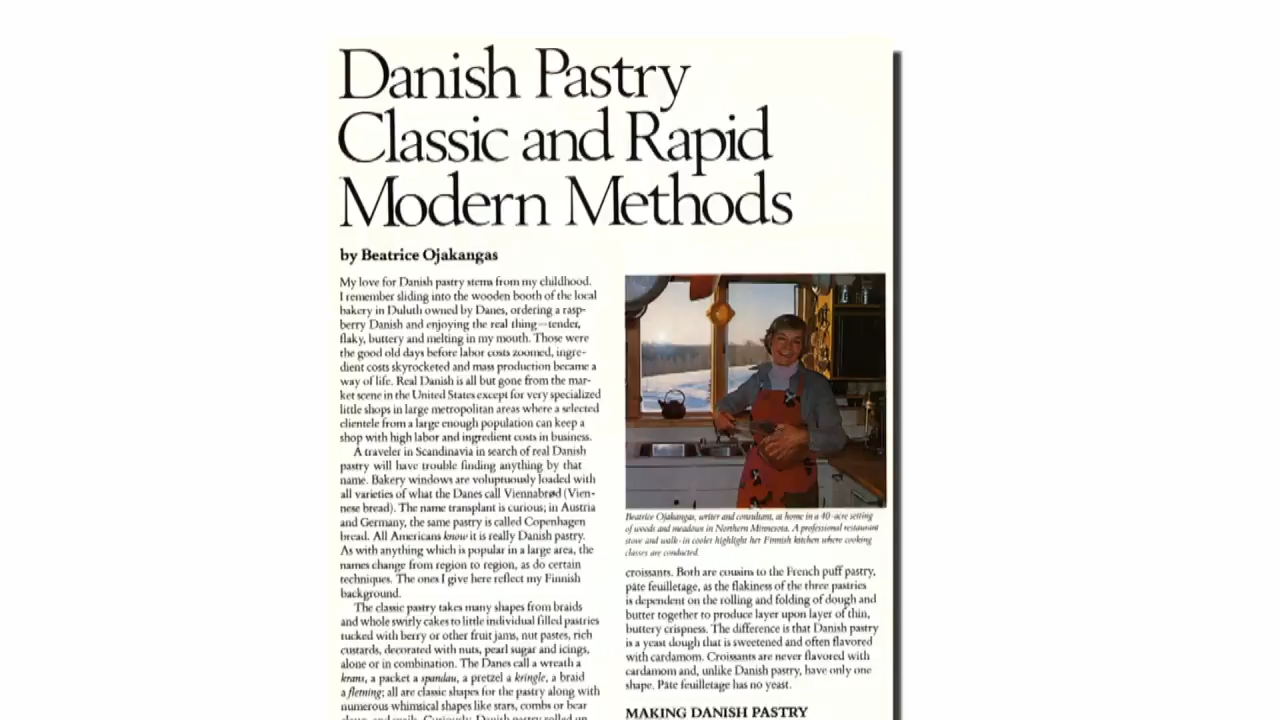 Danish Pastry
Classic and Rapid
Modern Methods
by Beatrice Ojakangas
My love for Danish pastry stems from my childhood.
I remember sliding into the wooden booth of the local
bakery in Duluth owned by Danes, ordering a rasp-
berry Danish and enjoying the real thing—tender,
flaky, buttery and melting in my mouth. Those were
the good old days before labor costs zoomed, ingre-
dient costs skyrocketed and mass production became a
way of life. Real Danish is all but gone from the mar-
ket scene in the United States except for very specialized
little shops in large metropolitan areas where a selected
clientele from a large enough population can keep a
shop with high labor and ingredient costs in business.
A traveler in Scandinavia in search of real Danish
pastry will have trouble finding anything by that
name. Bakery windows are voluptuously loaded with
all varieties of what the Danes call Viennabrød (Vien-
nese bread). The name transplant is curious; in Austria
and Germany, the same pastry is called Copenhagen
bread. All Americans know it is really Danish pastry.
As with anything which is popular in a large area, the
names change from region to region, as do certain
techniques. The ones I give here reflect my Finnish
background.
The classic pastry takes many shapes from braids
and whole swirly cakes to little individual filled pastries
tucked with berry or other fruit jams, nut pastes, rich
custards, decorated with nuts, pearl sugar and icings,
alone or in combination. The Danes call a wreath a
krans, a packet a spandau, a pretzel a kringle, a braid
a fletning; all are classic shapes for the pastry along with
numerous whimsical shapes like stars, combs or bear
Beatrice Ojakangas, writer and consultant, at home in a 40-acre setting
of woods and meadows in Northern Minnesota. A professional restaurant
stove and walk-in cooler highlight her Finnish kitchen where cooking
classes are conducted.
croissants. Both are cousins to the French puff pastry,
pâte feuilletage, as the flakiness of the three pastries
is dependent on the rolling and folding of dough and
butter together to produce layer upon layer of thin,
buttery crispness. The difference is that Danish pastry
is a yeast dough that is sweetened and often flavored
with cardamom. Croissants are never flavored with
cardamom and, unlike Danish pastry, have only one
shape. Pâte feuilletage has no yeast.
MAKING DANISH PASTRY